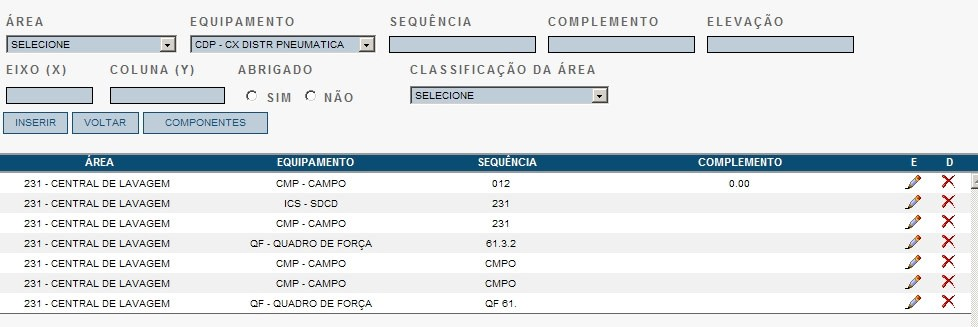 ÁREA EQUIPAMENTO SEQUÊNCIA COMPLEMENTO ELEVAÇÃO
SELECIONE CDP - CX DISTR PNEUMATICA
EIXO (X) COLUNA (Y) ABRIGADO CLASSIFICAÇÃO DA ÁREA
SIM NÃO SELECIONE
INSERIR VOLTAR COMPONENTES
ÁREA EQUIPAMENTO SEQUÊNCIA COMPLEMENTO E D
231 - CENTRAL DE LAVAGEM CMP - CAMPO 012 0.00
231 - CENTRAL DE LAVAGEM ICS - SDCD 231
231 - CENTRAL DE LAVAGEM CMP - CAMPO 231
231 - CENTRAL DE LAVAGEM QF - QUADRO DE FORÇA 61.3.2
231 - CENTRAL DE LAVAGEM CMP - CAMPO CMPO
231 - CENTRAL DE LAVAGEM CMP - CAMPO CMPO
231 - CENTRAL DE LAVAGEM QF - QUADRO DE FORÇA QF 61.